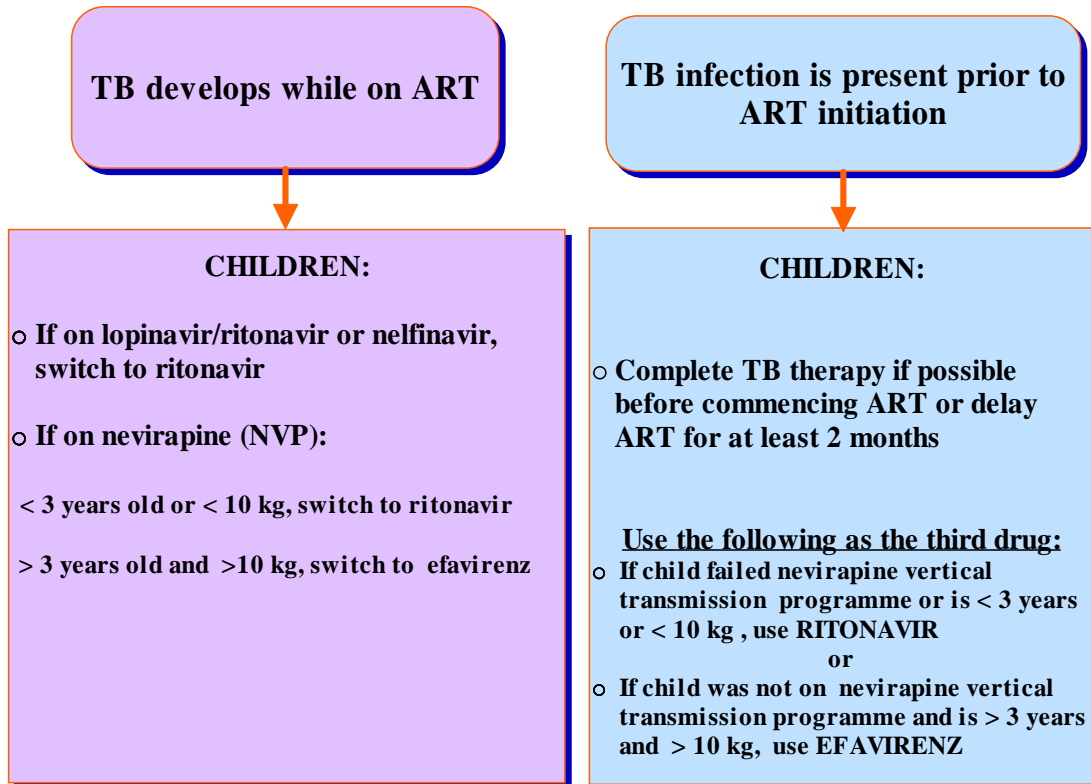 TB develops while on ART
CHILDREN:
○ If on lopinavir/ritonavir or nelfinavir,
switch to ritonavir
○ If on nevirapine (NVP):
< 3 years old or < 10 kg, switch to ritonavir
> 3 years old and >10 kg, switch to efavirenz
TB infection is present prior to
ART initiation
CHILDREN:
○ Complete TB therapy if possible
before commencing ART or delay
ART for at least 2 months
Use the following as the third drug:
○ If child failed nevirapine vertical
transmission programme or is < 3 years
or < 10 kg , use RITONAVIR
or
○ If child was not on nevirapine vertical
transmission programme and is > 3 years
and > 10 kg, use EFAVIRENZ